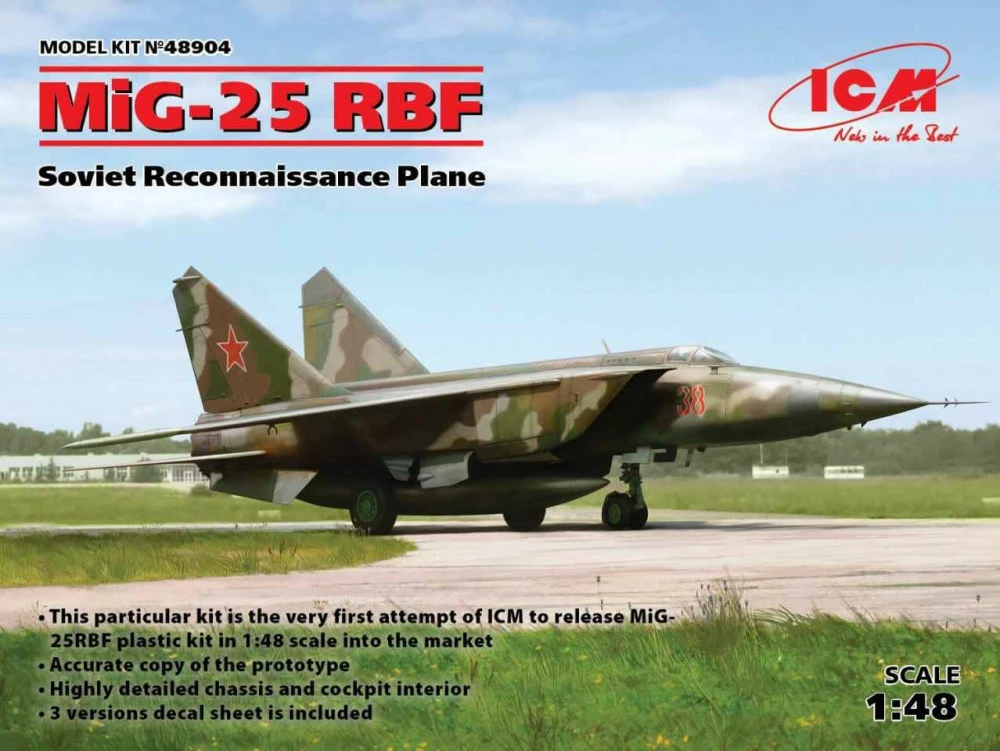 MODEL KIT №48904
MiG-25 RBF
Soviet Reconnaissance Plane
ICM
New in the Best
38
• This particular kit is the very first attempt of ICM to release MiG-
25RBF plastic kit in 1:48 scale into the market
• Accurate copy of the prototype
• Highly detailed chassis and cockpit interior
• 3 versions decal sheet is included
SCALE
1:48